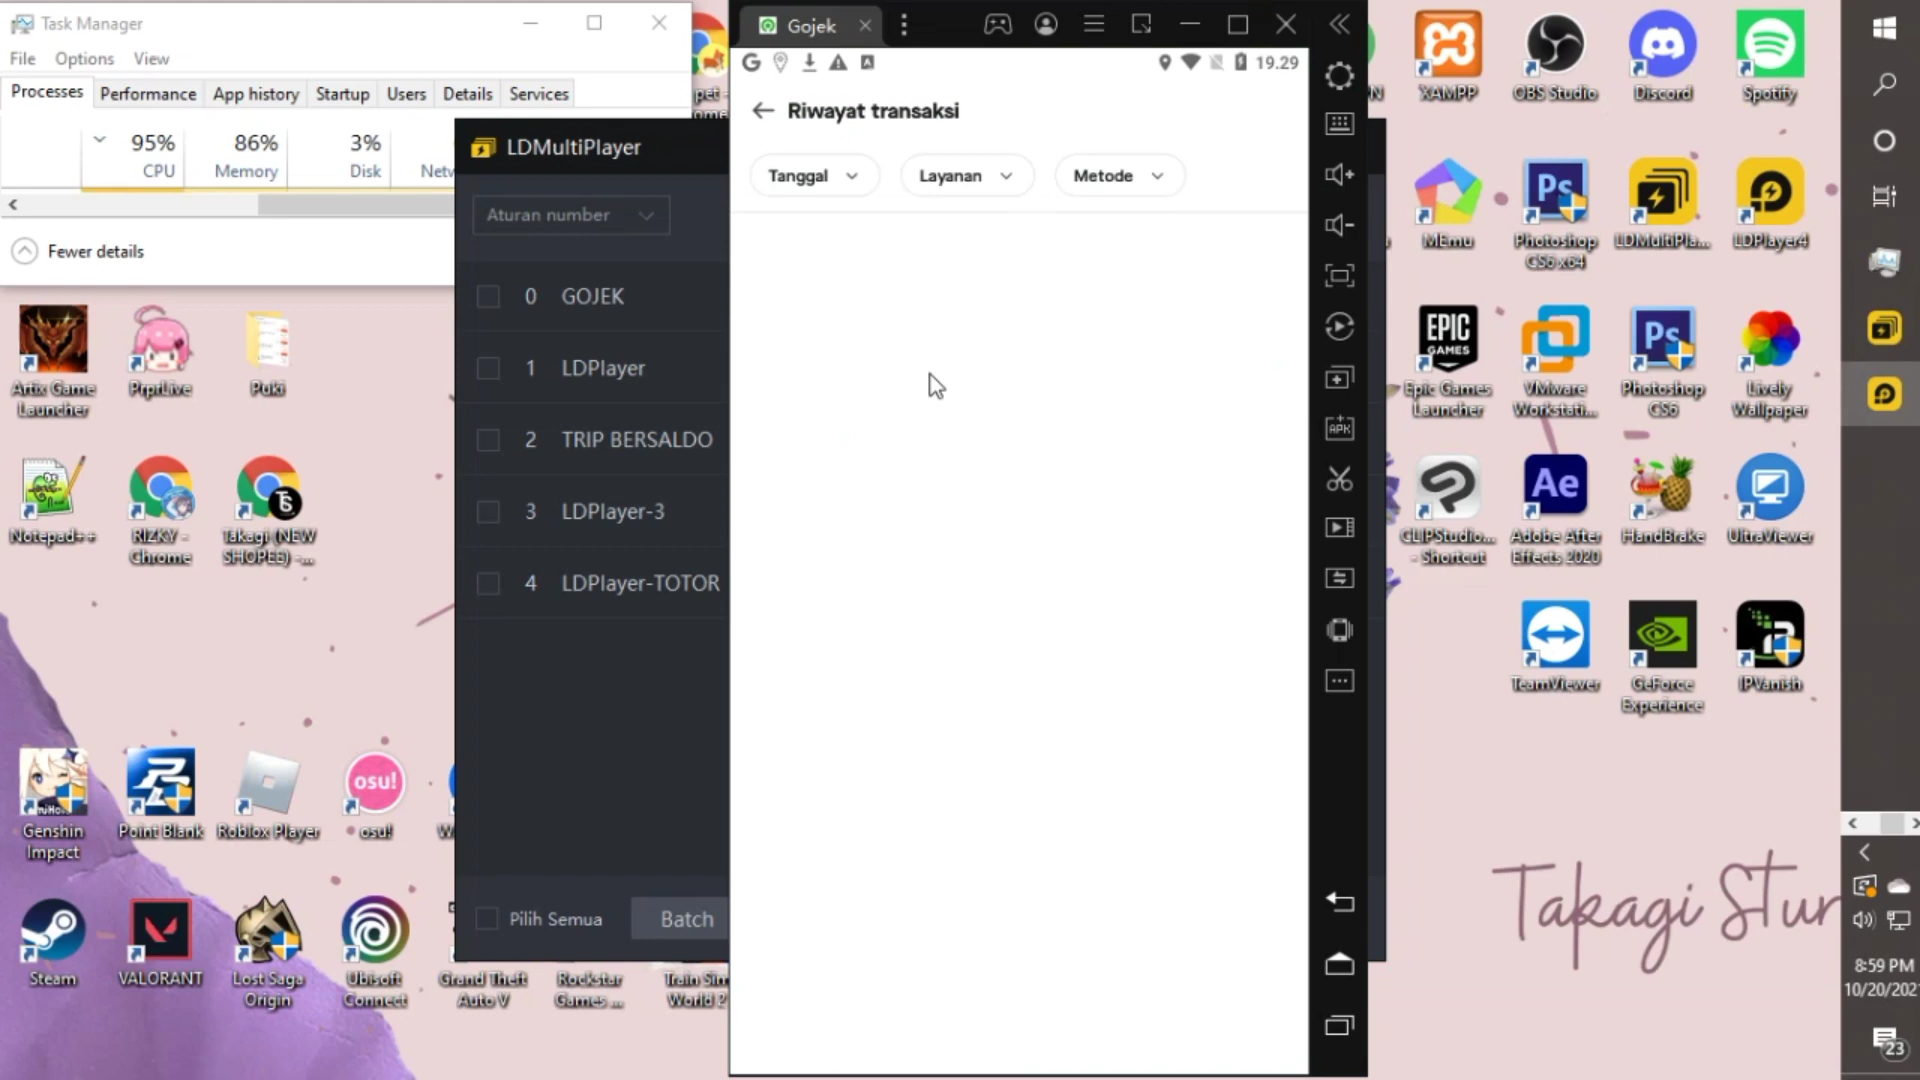 Task Manager
File Options View
Processes Performance App history Startup Users Details Services
95% 86% 3%
CPU Memory Disk Netw
Fewer details
Artix Game Launcher
PrprLive
Puki
Notepad++
RIZKY - Chrome
Takagi (NEW SHOPEE) -...
Genshin Impact
Point Blank
Roblox Player
osu!
Steam
VALORANT
Lost Saga Origin
Ubisoft Connect
Grand Theft Auto V
Rockstar Games ...
Train Sim World 2
LDMultiPlayer
Aturan number
0 GOJEK
1 LDPlayer
2 TRIP BERSALDO
3 LDPlayer-3
4 LDPlayer-TOTOR
Pilih Semua Batch
Gojek
19.29
Riwayat transaksi
Tanggal Layanan Metode
APK
XAMPP
OBS Studio
Discord
Spotify
MEmu
Photoshop CS6 x64
LDMultiPla...
LDPlayer4
EPIC GAMES
Epic Games Launcher
VMware Workstati...
Photoshop CS6
Lively Wallpaper
CLIPStudio... - Shortcut
Adobe After Effects 2020
HandBrake
UltraViewer
TeamViewer
GeForce Experience
IPVanish
Takagi Stur
8:59 PM
10/20/202
23